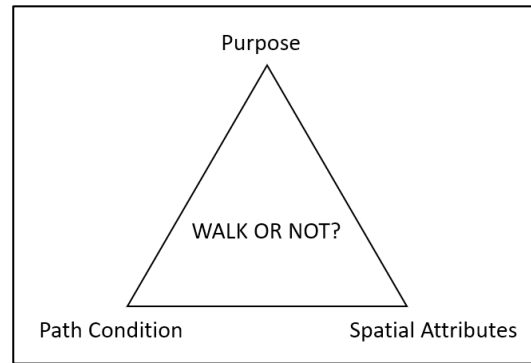 Purpose
WALK OR NOT?
Path Condition
Spatial Attributes